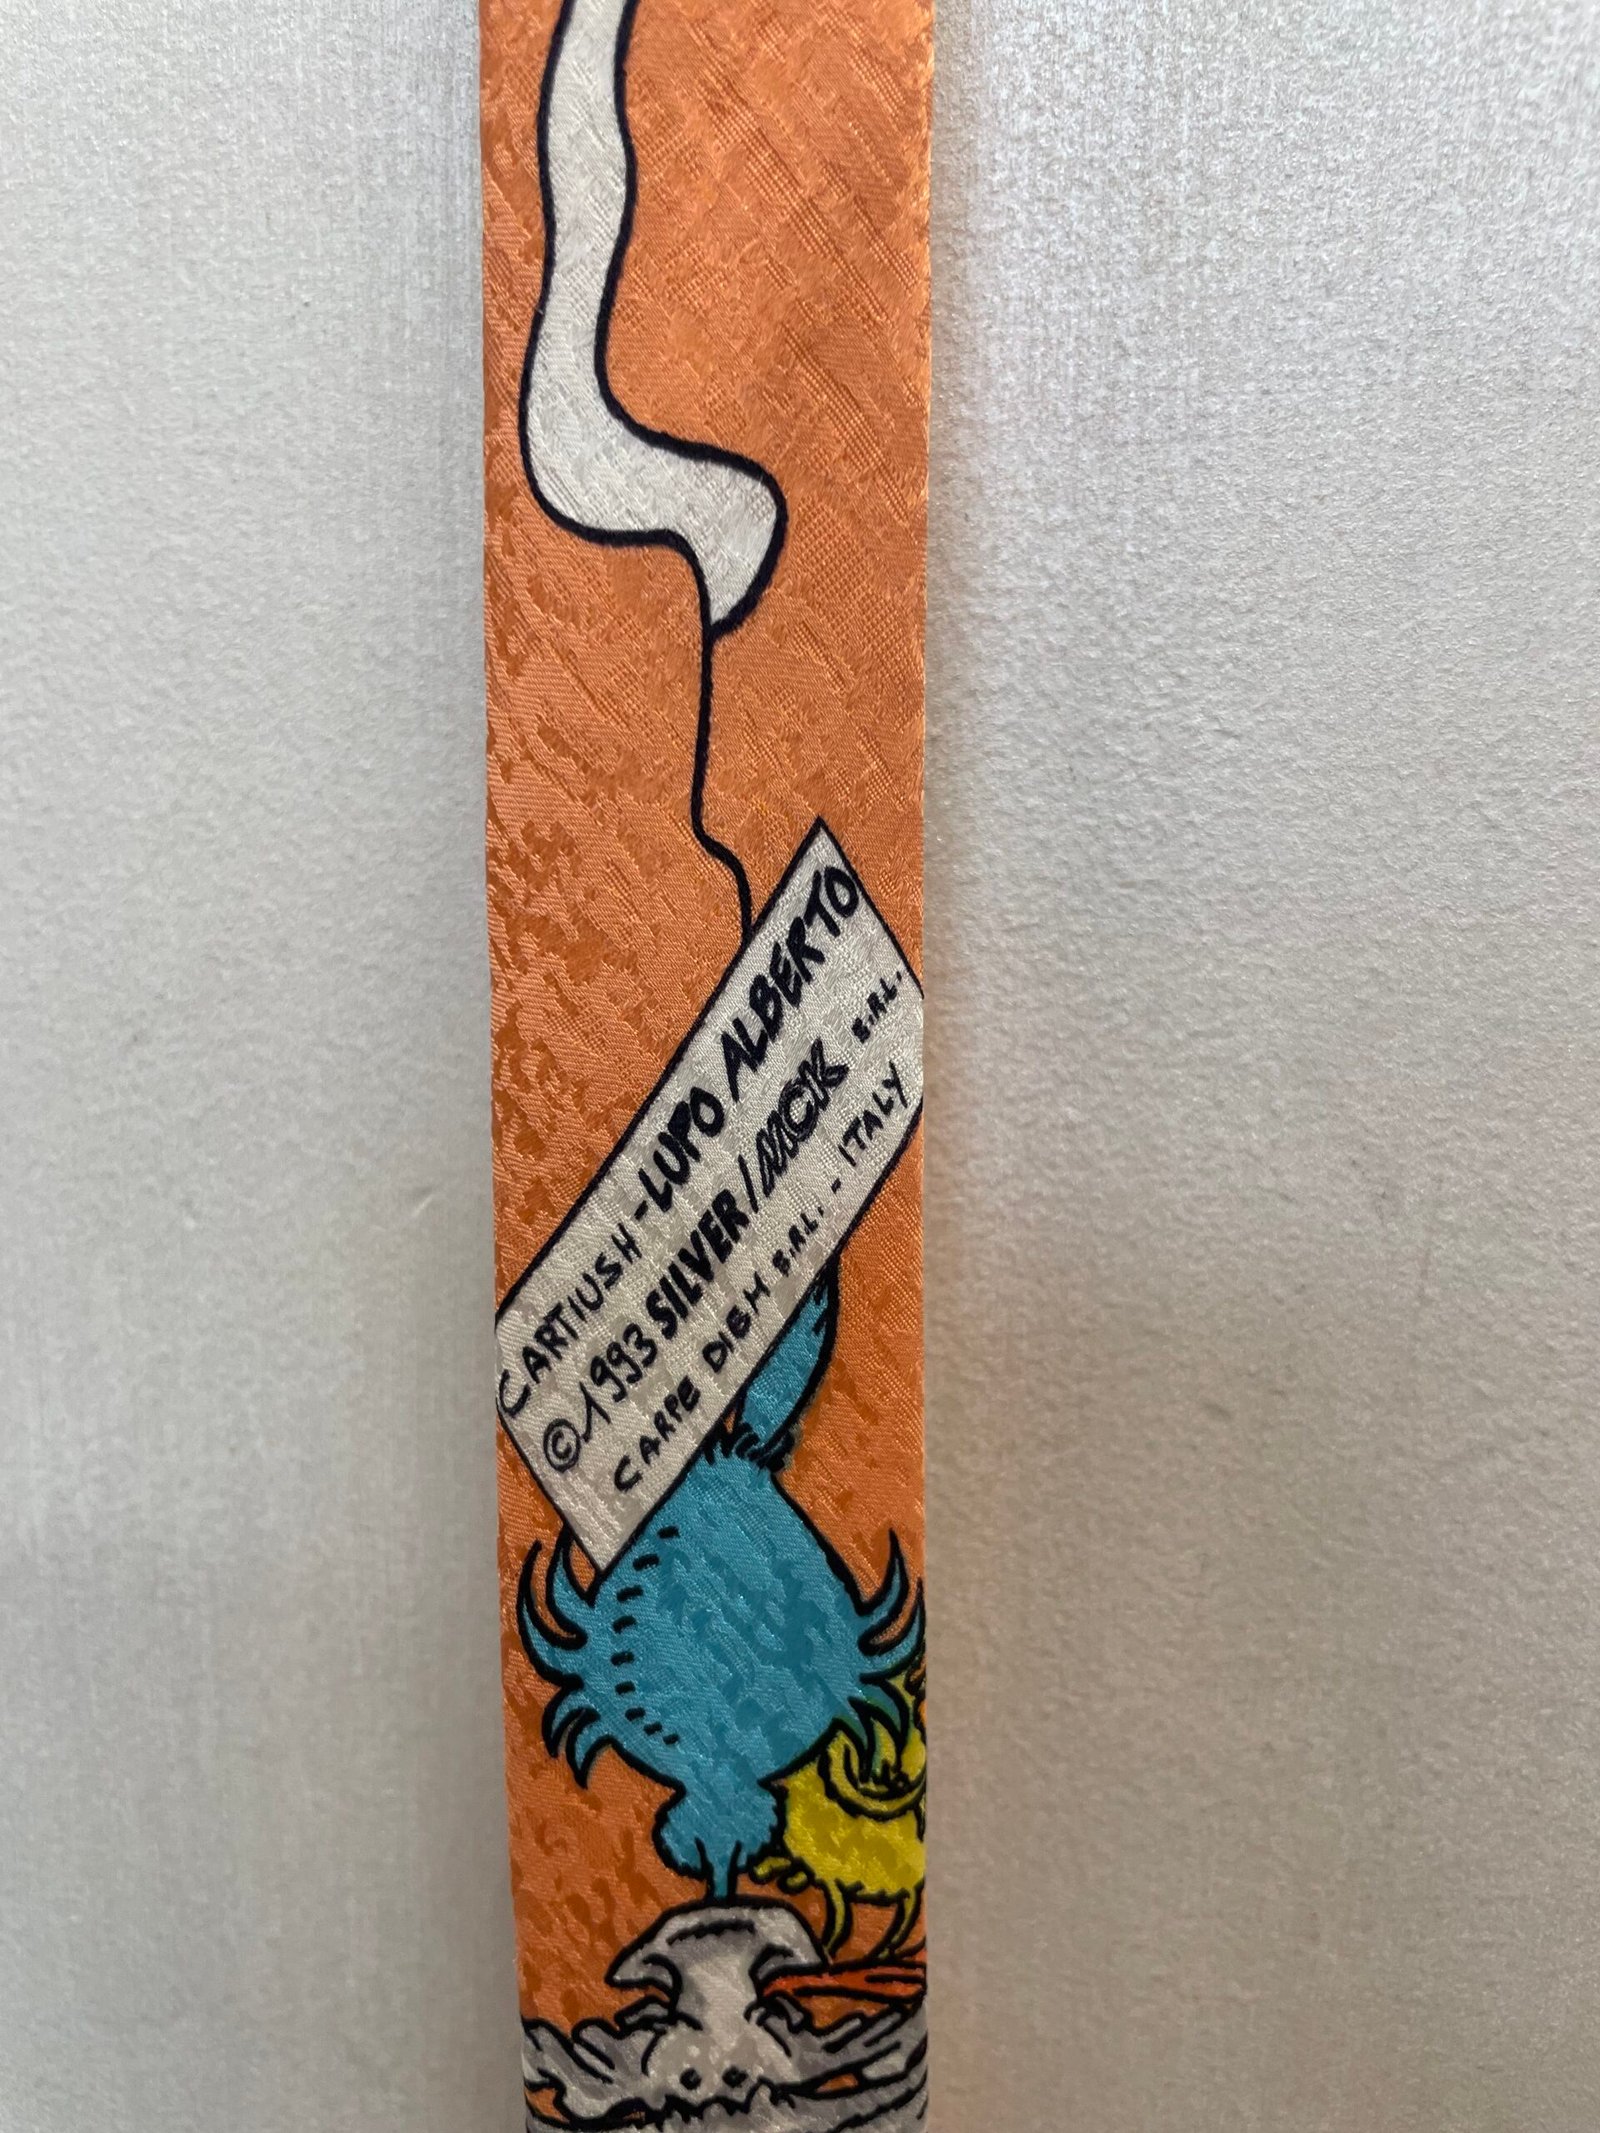 CARTIUSH - LUPO ALBERTO
© 1993 SILVER / MCK S.R.L.
CARPE DIEM S.R.L. - ITALY